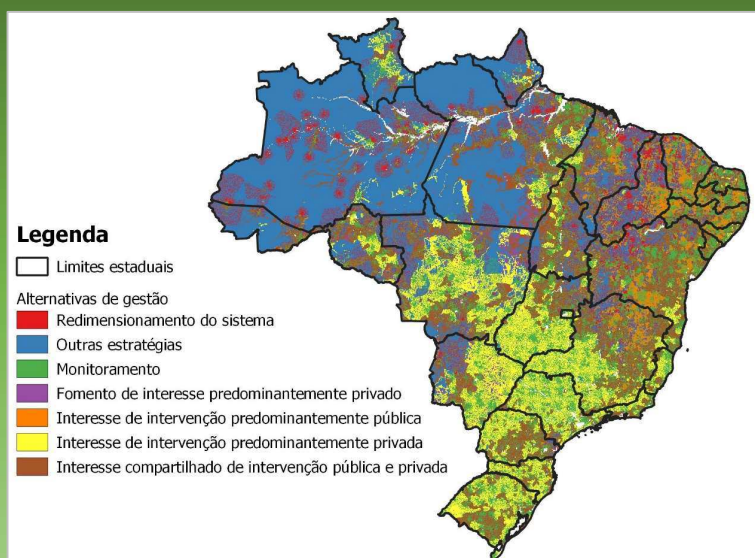 Legenda
Limites estaduais
Alternativas de gestão
Redimensionamento do sistema
Outras estratégias
Monitoramento
Fomento de interesse predominantemente privado
Interesse de intervenção predominantemente pública
Interesse de intervenção predominantemente privada
Interesse compartilhado de intervenção pública e privada